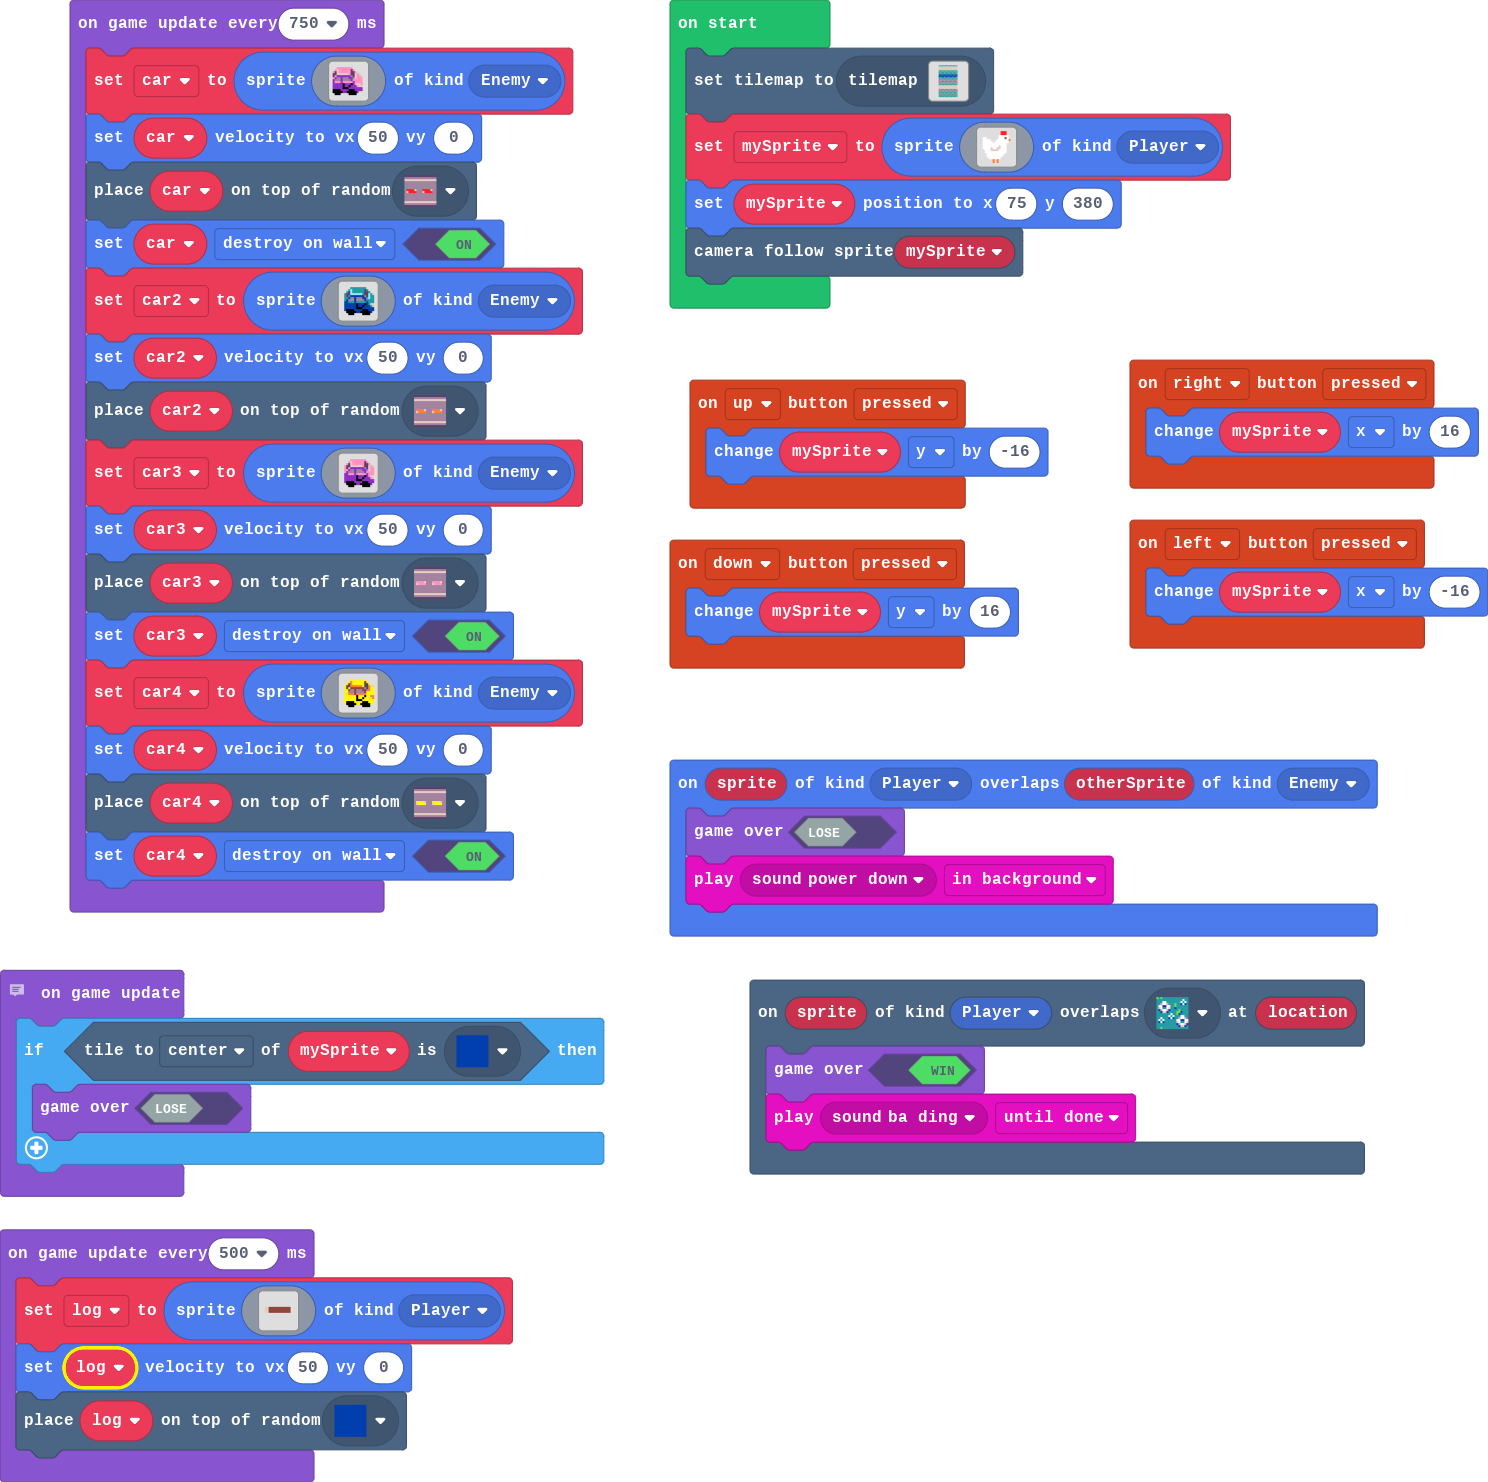 on game update every 750 ms
set car to sprite of kind Enemy
set car velocity to vx 50 vy 0
place car on top of random
set car destroy on wall ON
set car2 to sprite of kind Enemy
set car2 velocity to vx 50 vy 0
place car2 on top of random
set car3 to sprite of kind Enemy
set car3 velocity to vx 50 vy 0
place car3 on top of random
set car3 destroy on wall ON
set car4 to sprite of kind Enemy
set car4 velocity to vx 50 vy 0
place car4 on top of random
set car4 destroy on wall ON
on start
set tilemap to tilemap
set mySprite to sprite of kind Player
set mySprite position to x 75 y 380
camera follow sprite mySprite
on up button pressed
change mySprite y by -16
on right button pressed
change mySprite x by 16
on down button pressed
change mySprite y by 16
on left button pressed
change mySprite x by -16
on sprite of kind Player overlaps otherSprite of kind Enemy
game over LOSE
play sound power down in background
on game update
if tile to center of mySprite is then
game over LOSE
on sprite of kind Player overlaps at location
game over WIN
play sound ba ding until done
on game update every 500 ms
set log to sprite of kind Player
set log velocity to vx 50 vy 0
place log on top of random